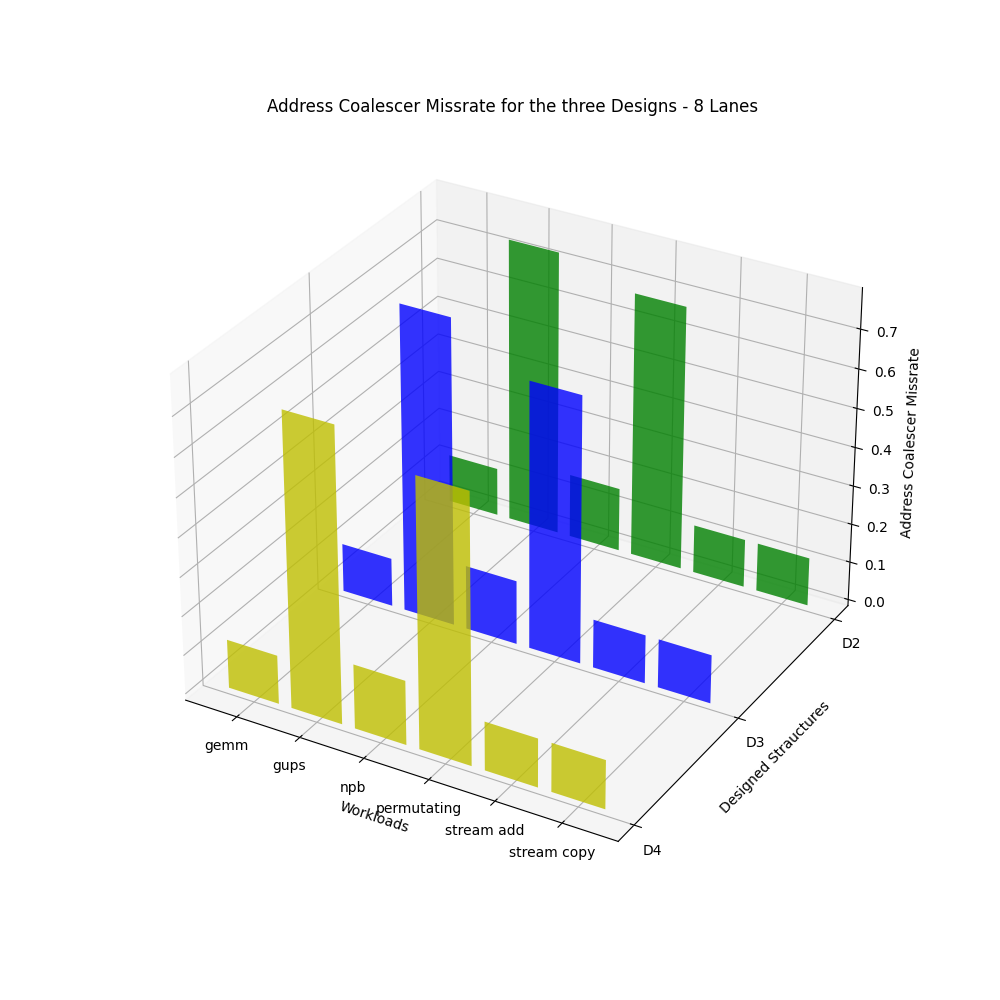 Address Coalescer Missrate for the three Designs - 8 Lanes
0.7
0.6
0.5
0.4
0.3
0.2
0.1
0.0
Address Coalescer Missrate
D2
D3
D4
Designed Strauctures
gemm
gups
npb
permutating
stream add
stream copy
Workloads